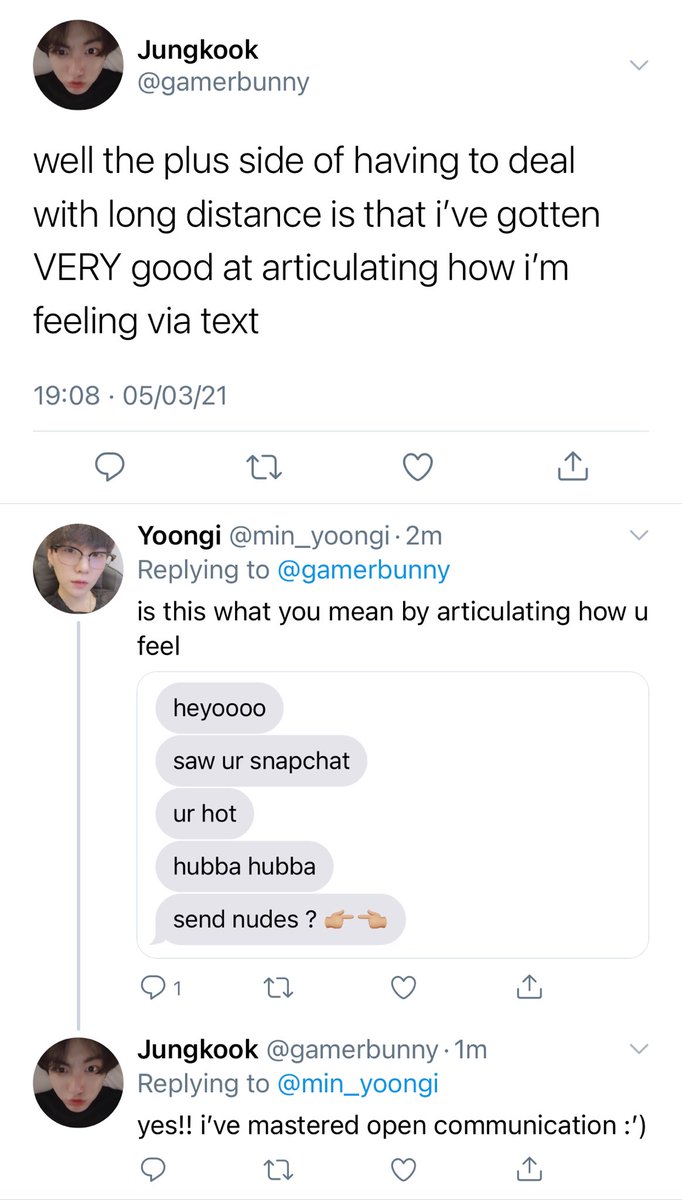 Jungkook
@gamerbunny
well the plus side of having to deal
with long distance is that i’ve gotten
VERY good at articulating how i’m
feeling via text
19:08 · 05/03/21
Yoongi @min_yoongi · 2m
Replying to @gamerbunny
is this what you mean by articulating how u
feel
heyoooo
saw ur snapchat
ur hot
hubba hubba
send nudes ? 👉🏼👈🏼
1
Jungkook @gamerbunny · 1m
Replying to @min_yoongi
yes!! i’ve mastered open communication :’)